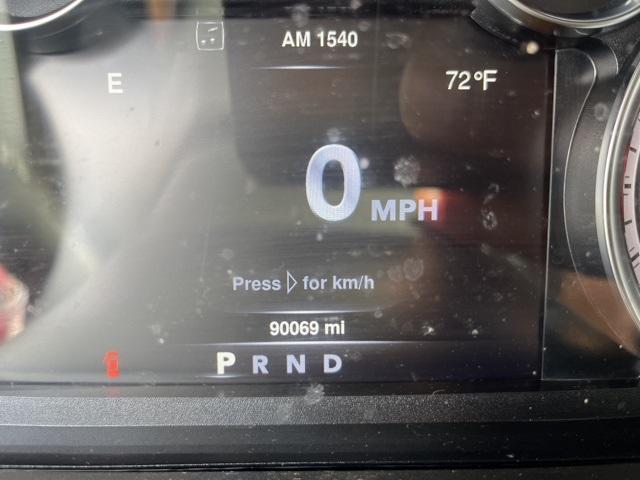 AM 1540
E
72°F
0 MPH
Press ▷ for km/h
90069 mi
P R N D